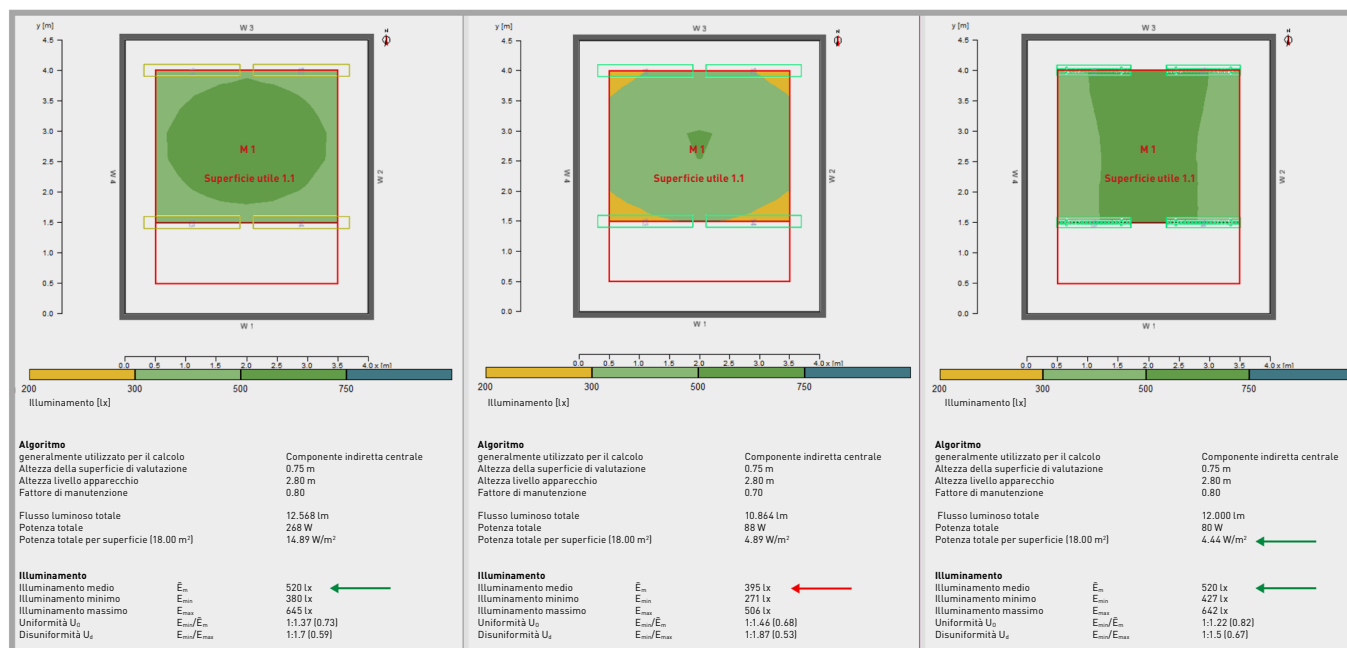 y [m]
W 3
4.5
4.0
3.5
3.0
2.5
2.0
1.5
1.0
0.5
0.0
W 4
M 1
Superficie utile 1.1
W 2
W 1
0.0 0.5 1.0 1.5 2.0 2.5 3.0 3.5 4.0 x [m]
200 300 500 750
Illuminamento [lx]
Algoritmo
generalmente utilizzato per il calcolo Componente indiretta centrale
Altezza della superficie di valutazione 0.75 m
Altezza livello apparecchio 2.80 m
Fattore di manutenzione 0.80
Flusso luminoso totale 12.568 lm
Potenza totale 268 W
Potenza totale per superficie (18.00 m²) 14.89 W/m²
Illuminamento
Illuminamento medio Ēm 520 lx
Illuminamento minimo Emin 380 lx
Illuminamento massimo Emax 645 lx
Uniformità U0 Emin/Ēm 1:1.37 (0.73)
Disuniformità Ud Emin/Emax 1:1.7 (0.59)
y [m]
W 3
4.5
4.0
3.5
3.0
2.5
2.0
1.5
1.0
0.5
0.0
W 4
M 1
Superficie utile 1.1
W 2
W 1
0.0 0.5 1.0 1.5 2.0 2.5 3.0 3.5 4.0 x [m]
200 300 500 750
Illuminamento [lx]
Algoritmo
generalmente utilizzato per il calcolo Componente indiretta centrale
Altezza della superficie di valutazione 0.75 m
Altezza livello apparecchio 2.80 m
Fattore di manutenzione 0.70
Flusso luminoso totale 10.864 lm
Potenza totale 88 W
Potenza totale per superficie (18.00 m²) 4.89 W/m²
Illuminamento
Illuminamento medio Ēm 395 lx
Illuminamento minimo Emin 271 lx
Illuminamento massimo Emax 506 lx
Uniformità U0 Emin/Ēm 1:1.46 (0.68)
Disuniformità Ud Emin/Emax 1:1.87 (0.53)
y [m]
W 3
4.5
4.0
3.5
3.0
2.5
2.0
1.5
1.0
0.5
0.0
W 4
M 1
Superficie utile 1.1
W 2
W 1
0.0 0.5 1.0 1.5 2.0 2.5 3.0 3.5 4.0 x [m]
200 300 500 750
Illuminamento [lx]
Algoritmo
generalmente utilizzato per il calcolo Componente indiretta centrale
Altezza della superficie di valutazione 0.75 m
Altezza livello apparecchio 2.80 m
Fattore di manutenzione 0.80
Flusso luminoso totale 12.000 lm
Potenza totale 80 W
Potenza totale per superficie (18.00 m²) 4.44 W/m²
Illuminamento
Illuminamento medio Ēm 520 lx
Illuminamento minimo Emin 427 lx
Illuminamento massimo Emax 642 lx
Uniformità U0 Emin/Ēm 1:1.22 (0.82)
Disuniformità Ud Emin/Emax 1:1.5 (0.67)